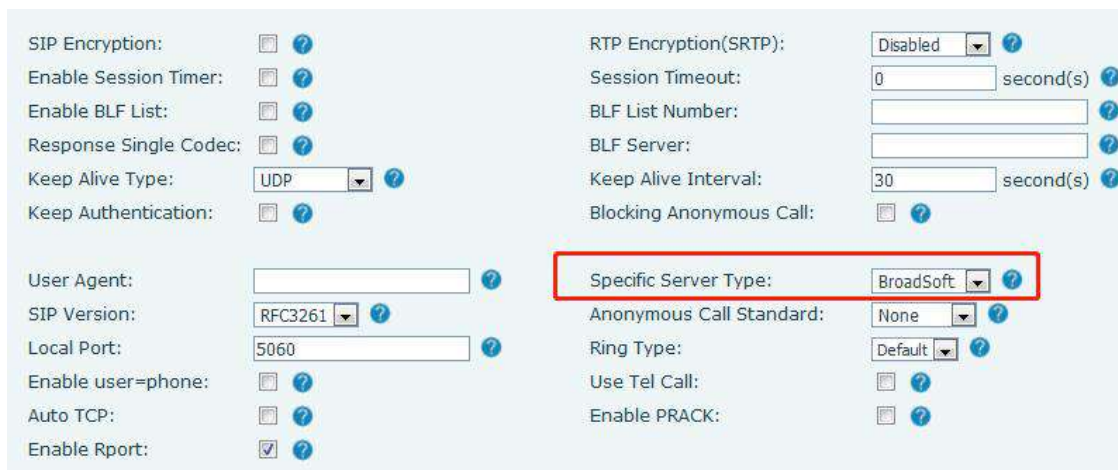 SIP Encryption: RTP Encryption(SRTP): Disabled
Enable Session Timer: Session Timeout: 0 second(s)
Enable BLF List: BLF List Number:
Response Single Codec: BLF Server:
Keep Alive Type: UDP Keep Alive Interval: 30 second(s)
Keep Authentication: Blocking Anonymous Call:
User Agent: Specific Server Type: BroadSoft
SIP Version: RFC3261 Anonymous Call Standard: None
Local Port: 5060 Ring Type: Default
Enable user=phone: Use Tel Call:
Auto TCP: Enable PRACK:
Enable Rport: